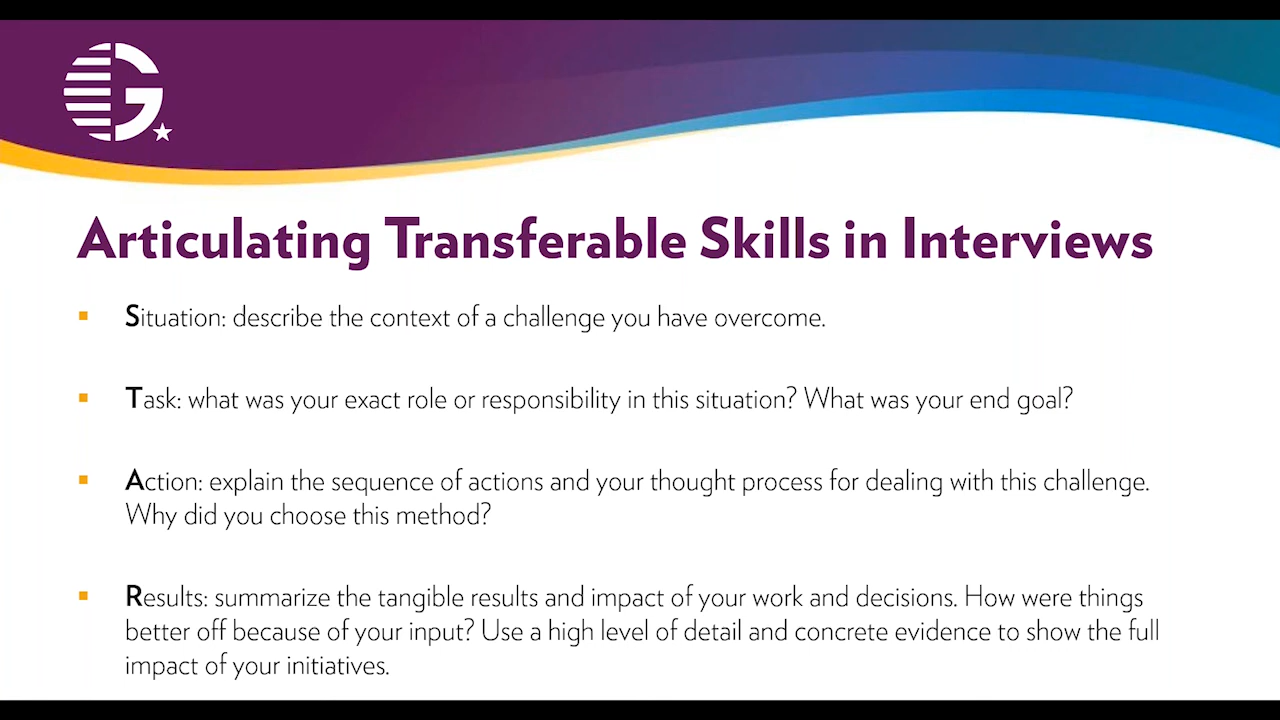 G
Articulating Transferable Skills in Interviews
Situation: describe the context of a challenge you have overcome.
Task: what was your exact role or responsibility in this situation? What was your end goal?
Action: explain the sequence of actions and your thought process for dealing with this challenge.
Why did you choose this method?
Results: summarize the tangible results and impact of your work and decisions. How were things
better off because of your input? Use a high level of detail and concrete evidence to show the full
impact of your initiatives.